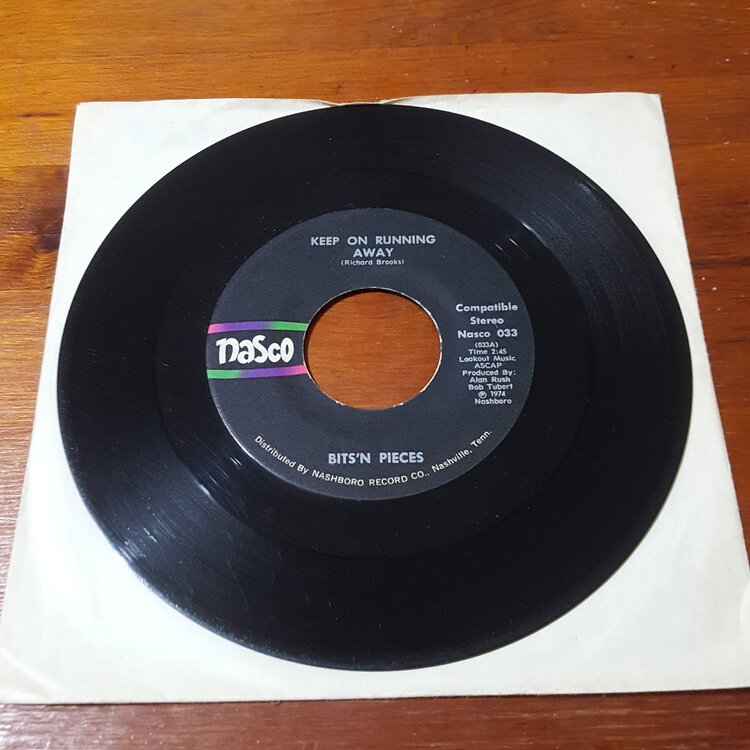 KEEP ON RUNNING
AWAY
(Richard Brooks)
Compatible
Stereo
Nasco 033
(033A)
Time 2:45
Lookout Music
ASCAP
Produced By:
Alan Rush
Bob Tubert
℗ 1974
Nashboro
nasco
BITS'N PIECES
Distributed By NASHBORO RECORD CO., Nashville, Tenn.